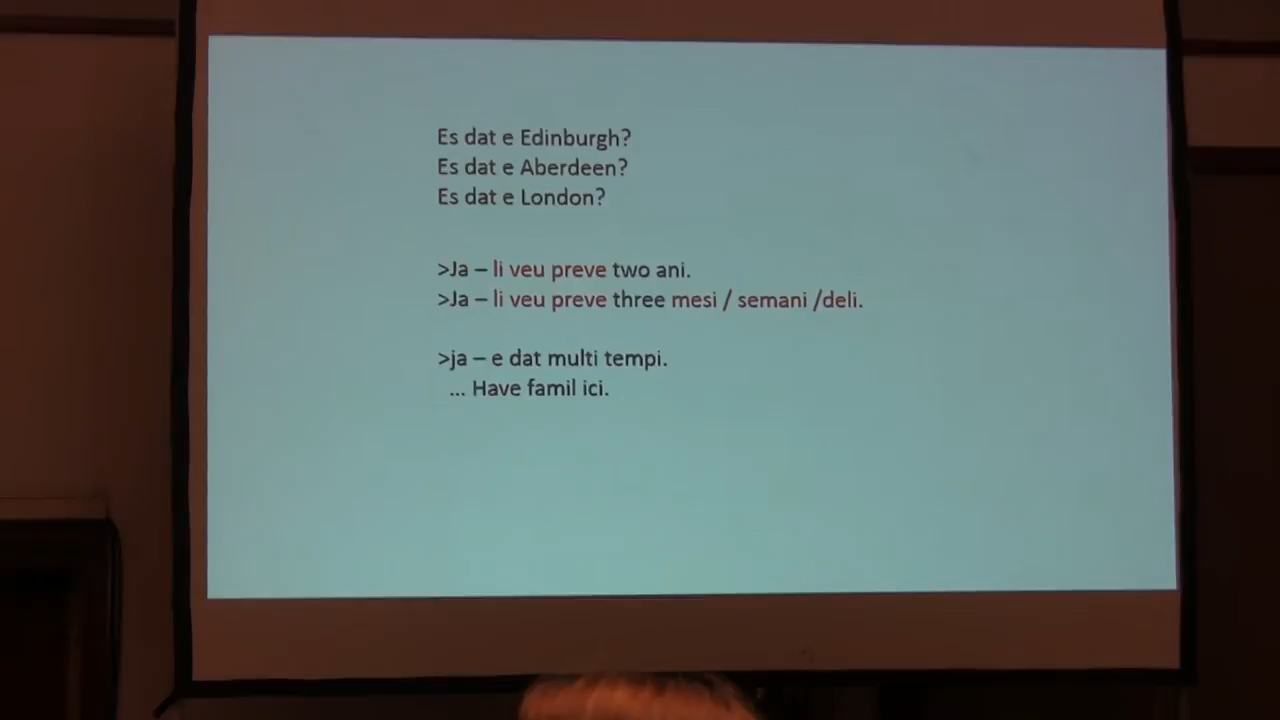 Es dat e Edinburgh?
Es dat e Aberdeen?
Es dat e London?
>Ja – li veu preve two ani.
>Ja – li veu preve three mesi / semani /deli.
>ja – e dat multi tempi.
... Have famil ici.